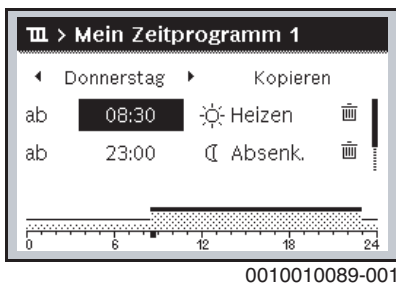 > Mein Zeitprogramm 1
Donnerstag Kopieren
ab 08:30 Heizen
ab 23:00 Absenk.
0 6 12 18 24
0010010089-001